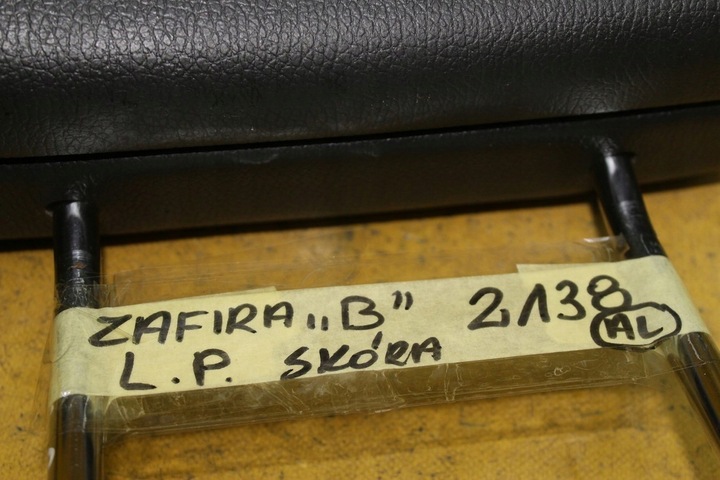 ZAFIRA „B” 2138
L.P. SKÓRA AL